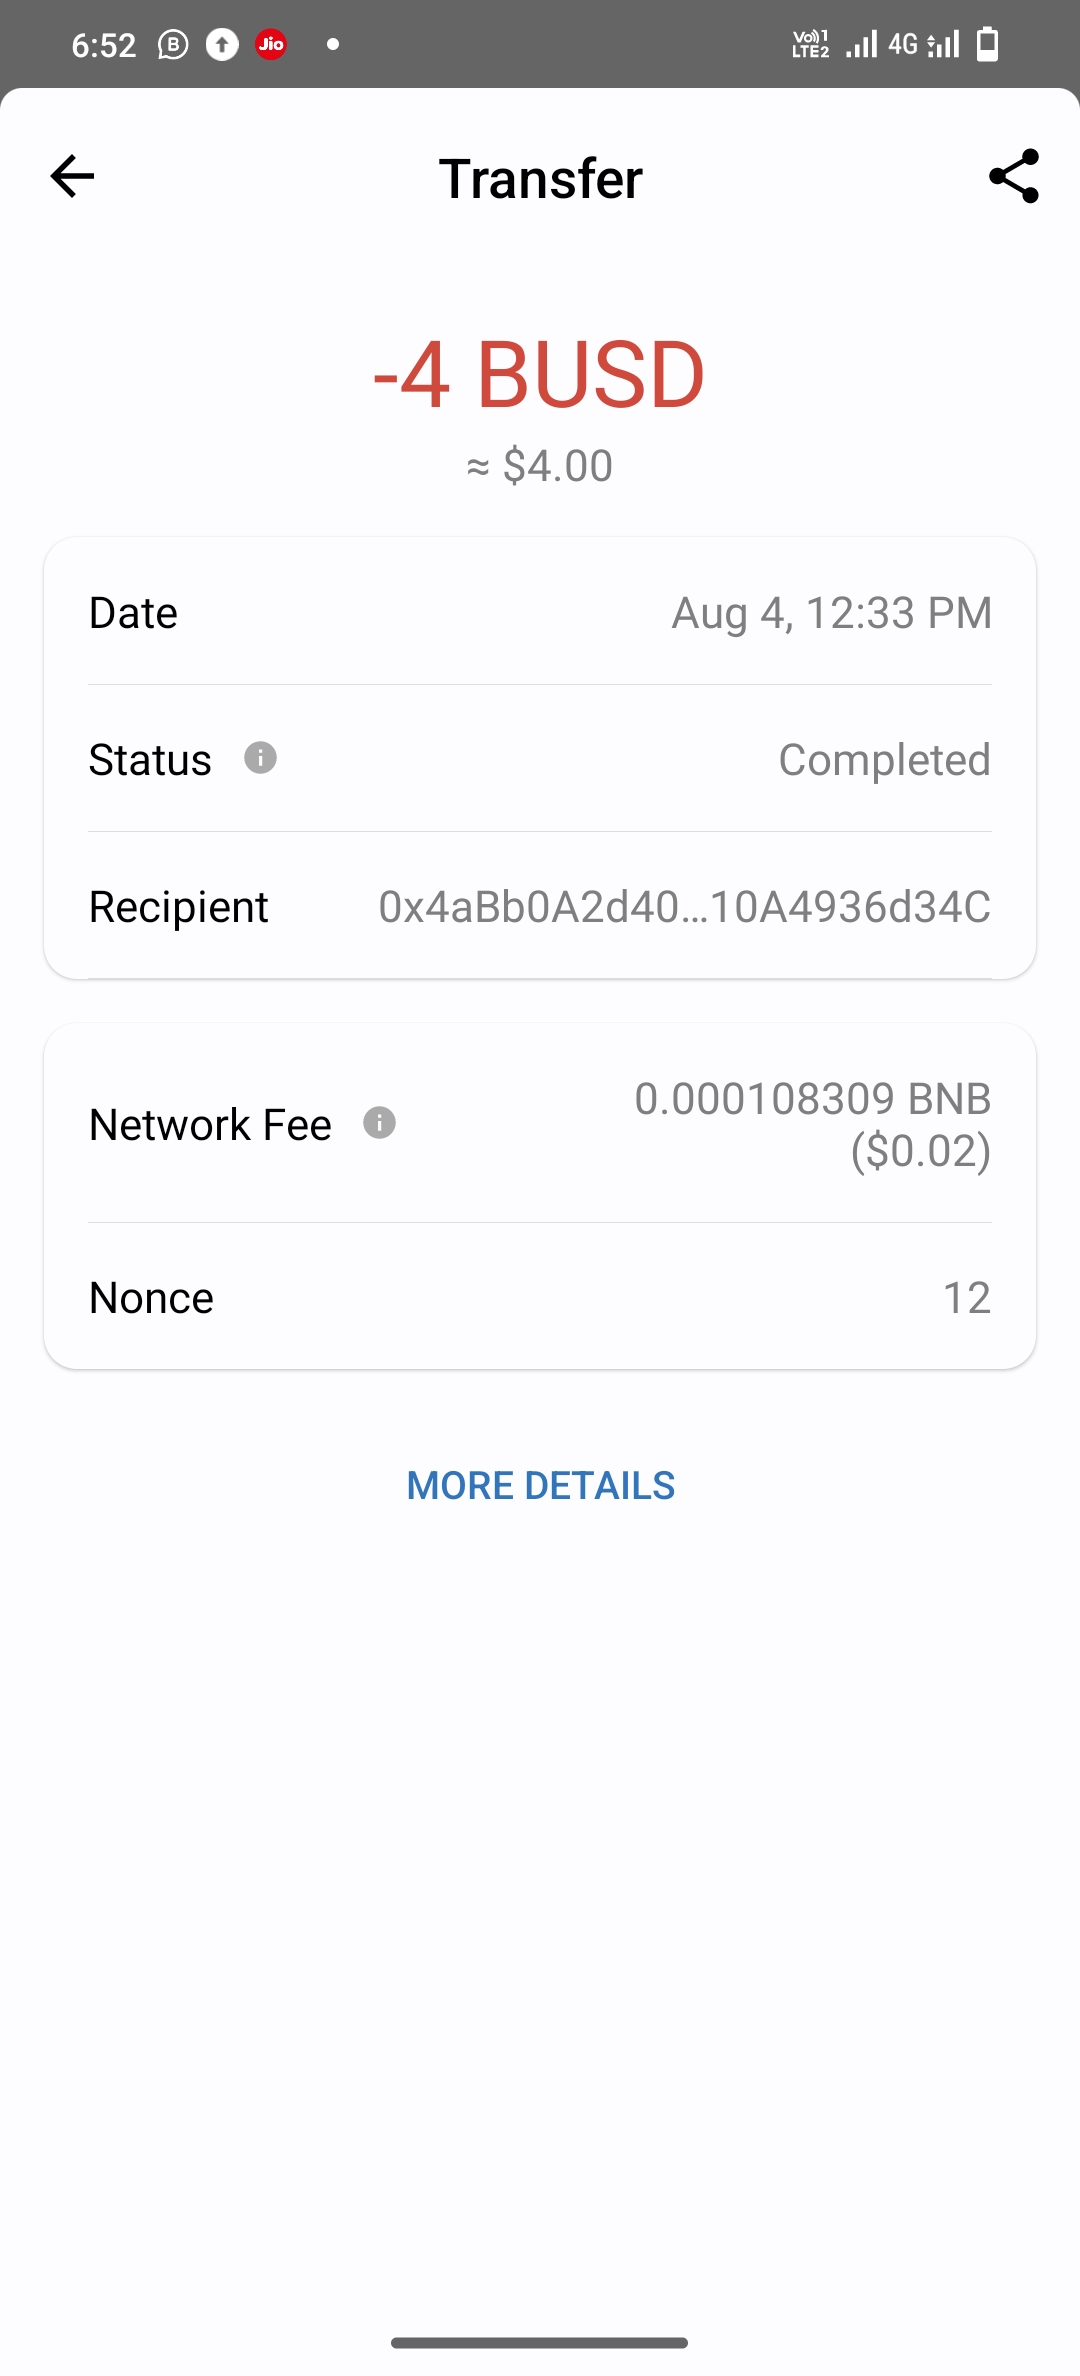 6:52 B Jio Vo)) 1 LTE2 4G
Transfer
-4 BUSD
≈ $4.00
Date Aug 4, 12:33 PM
Status i Completed
Recipient 0x4aBb0A2d40...10A4936d34C
Network Fee i 0.000108309 BNB
($0.02)
Nonce 12
MORE DETAILS